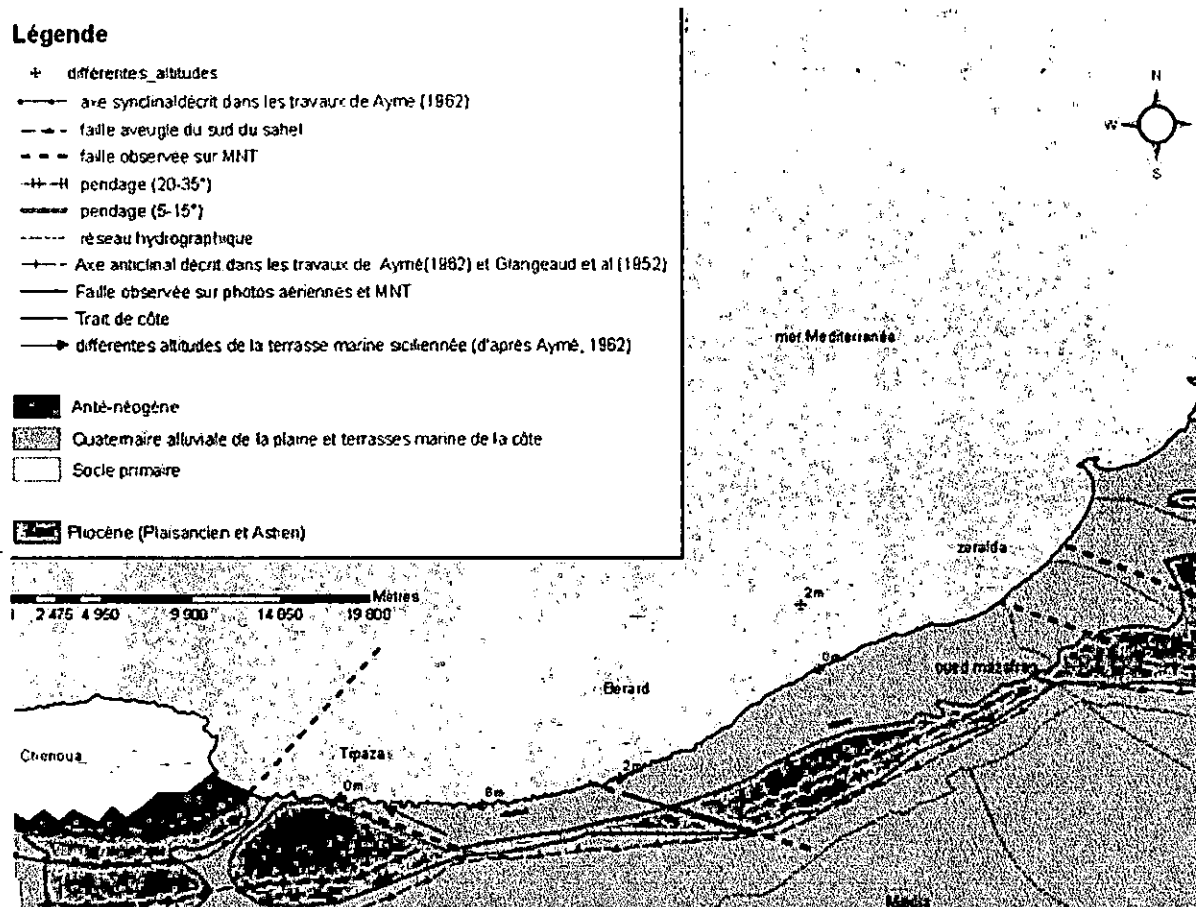 Légende
différentes_altitudes
axe synclinaldécrit dans les travaux de Aymé (1962)
faille aveugle du sud du sahel
faille observée sur MNT
pendage (20-35°)
pendage (5-15°)
réseau hydrographique
Axe anticlinal décrit dans les travaux de Aymé(1962) et Glangeaud et al (1952)
Faille observée sur photos aériennes et MNT
Trait de côte
différentes altitudes de la terrasse marine sicilienne (d'après Aymé, 1962)
Anté-néogène
Quaternaire alluviale de la plaine et terrasses marine de la côte
Socle primaire
Pliocène (Plaisancien et Astien)
N
W
S
mer Mediterranée
zeralda
Mètres
2 475 4 950 9 900 14 850 19 800
2m
0m
oued mazafran
Bérard
Chenoua
Tipaza
2m
0m
8m